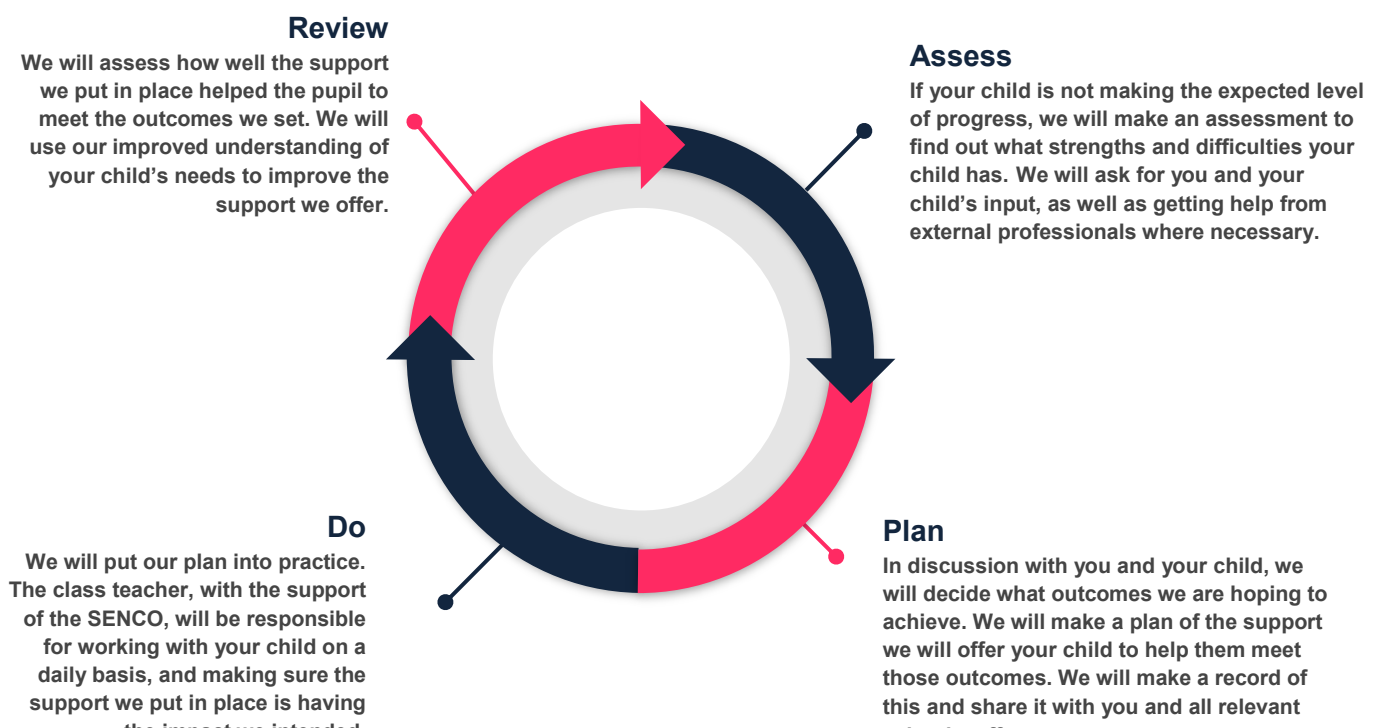 Review
We will assess how well the support
we put in place helped the pupil to
meet the outcomes we set. We will
use our improved understanding of
your child’s needs to improve the
support we offer.
Assess
If your child is not making the expected level
of progress, we will make an assessment to
find out what strengths and difficulties your
child has. We will ask for you and your
child’s input, as well as getting help from
external professionals where necessary.
Do
We will put our plan into practice.
The class teacher, with the support
of the SENCO, will be responsible
for working with your child on a
daily basis, and making sure the
support we put in place is having
the impact we intended.
Plan
In discussion with you and your child, we
will decide what outcomes we are hoping to
achieve. We will make a plan of the support
we will offer your child to help them meet
those outcomes. We will make a record of
this and share it with you and all relevant